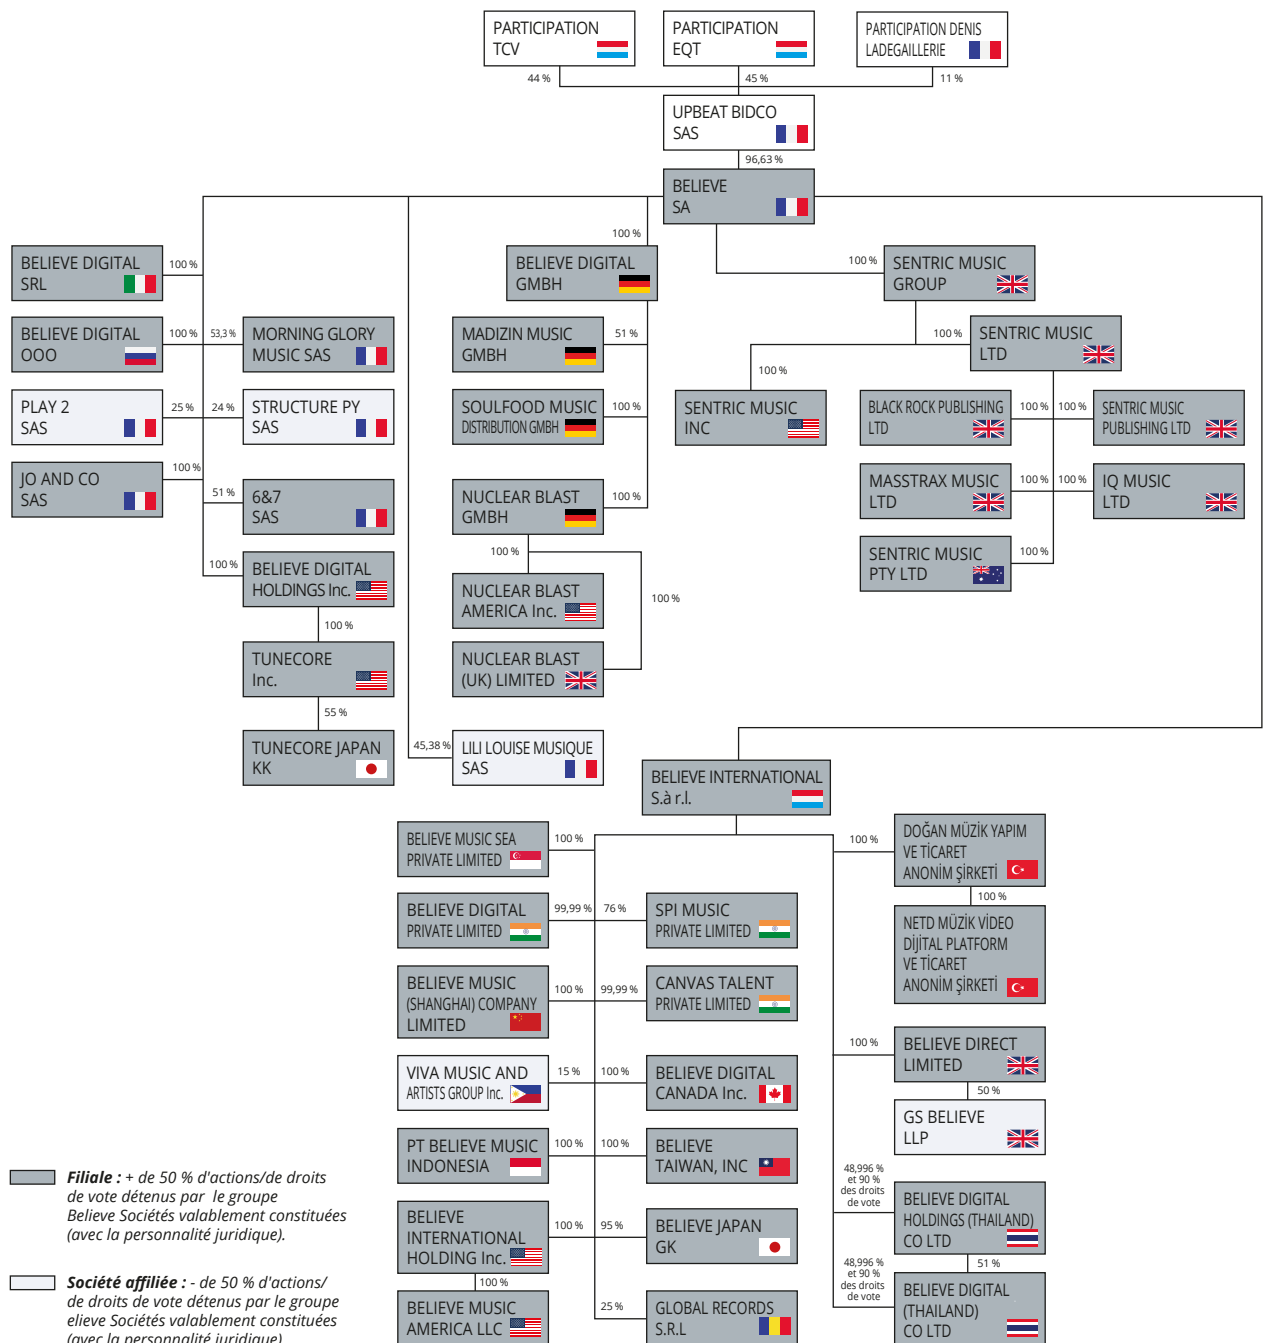 PARTICIPATION
TCV
PARTICIPATION
EQT
PARTICIPATION DENIS
LADEGAILLERIE
44 %
45 %
11 %
UPBEAT BIDCO
SAS
96,63 %
BELIEVE
SA
100 %
BELIEVE DIGITAL
SRL
100 %
BELIEVE DIGITAL
GMBH
100 %
SENTRIC MUSIC
GROUP
BELIEVE DIGITAL
OOO
100 %
53,3 %
MORNING GLORY
MUSIC SAS
MADIZIN MUSIC
GMBH
51 %
100 %
SENTRIC MUSIC
LTD
100 %
PLAY 2
SAS
25 %
24 %
STRUCTURE PY
SAS
SOULFOOD MUSIC
DISTRIBUTION GMBH
100 %
SENTRIC MUSIC
INC
BLACK ROCK PUBLISHING
LTD
100 %
100 %
SENTRIC MUSIC
PUBLISHING LTD
JO AND CO
SAS
100 %
51 %
6&7
SAS
NUCLEAR BLAST
GMBH
100 %
MASSTRAX MUSIC
LTD
100 %
100 %
IQ MUSIC
LTD
100 %
BELIEVE DIGITAL
HOLDINGS Inc.
100 %
NUCLEAR BLAST
AMERICA Inc.
100 %
SENTRIC MUSIC
PTY LTD
100 %
100 %
TUNECORE
Inc.
NUCLEAR BLAST
(UK) LIMITED
55 %
TUNECORE JAPAN
KK
45,38 %
LILI LOUISE MUSIQUE
SAS
BELIEVE INTERNATIONAL
S.à r.l.
BELIEVE MUSIC SEA
PRIVATE LIMITED
100 %
100 %
DOĞAN MÜZİK YAPIM
VE TİCARET
ANONİM ŞİRKETİ
100 %
BELIEVE DIGITAL
PRIVATE LIMITED
99,99 %
76 %
SPI MUSIC
PRIVATE LIMITED
NETD MÜZİK VİDEO
DİJİTAL PLATFORM
VE TİCARET
ANONİM ŞİRKETİ
BELIEVE MUSIC
(SHANGHAI) COMPANY
LIMITED
100 %
99,99 %
CANVAS TALENT
PRIVATE LIMITED
100 %
BELIEVE DIRECT
LIMITED
VIVA MUSIC AND
ARTISTS GROUP Inc.
15 %
100 %
BELIEVE DIGITAL
CANADA Inc.
50 %
GS BELIEVE
LLP
PT BELIEVE MUSIC
INDONESIA
100 %
100 %
BELIEVE
TAIWAN, INC
48,996 %
et 90 %
des droits
de vote
BELIEVE DIGITAL
HOLDINGS (THAILAND)
CO LTD
BELIEVE
INTERNATIONAL
HOLDING Inc.
100 %
95 %
BELIEVE JAPAN
GK
51 %
100 %
BELIEVE MUSIC
AMERICA LLC
25 %
GLOBAL RECORDS
S.R.L
48,996 %
et 90 %
des droits
de vote
BELIEVE DIGITAL
(THAILAND)
CO LTD
Filiale : + de 50 % d'actions/de droits
de vote détenus par le groupe
Believe Sociétés valablement constituées
(avec la personnalité juridique).
Société affiliée : - de 50 % d'actions/
de droits de vote détenus par le groupe
elieve Sociétés valablement constituées
(avec la personnalité juridique)